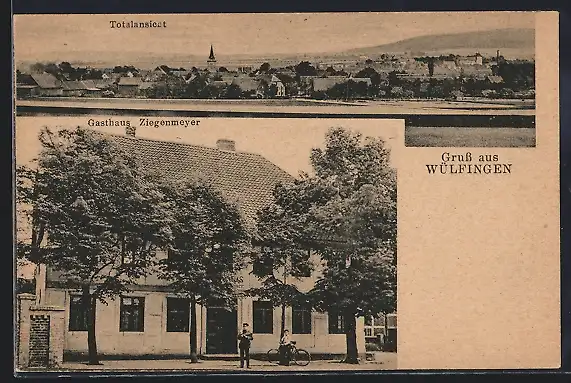 Totalansicht
Gasthaus Ziegenmeyer
Gruß aus
WÜLFINGEN